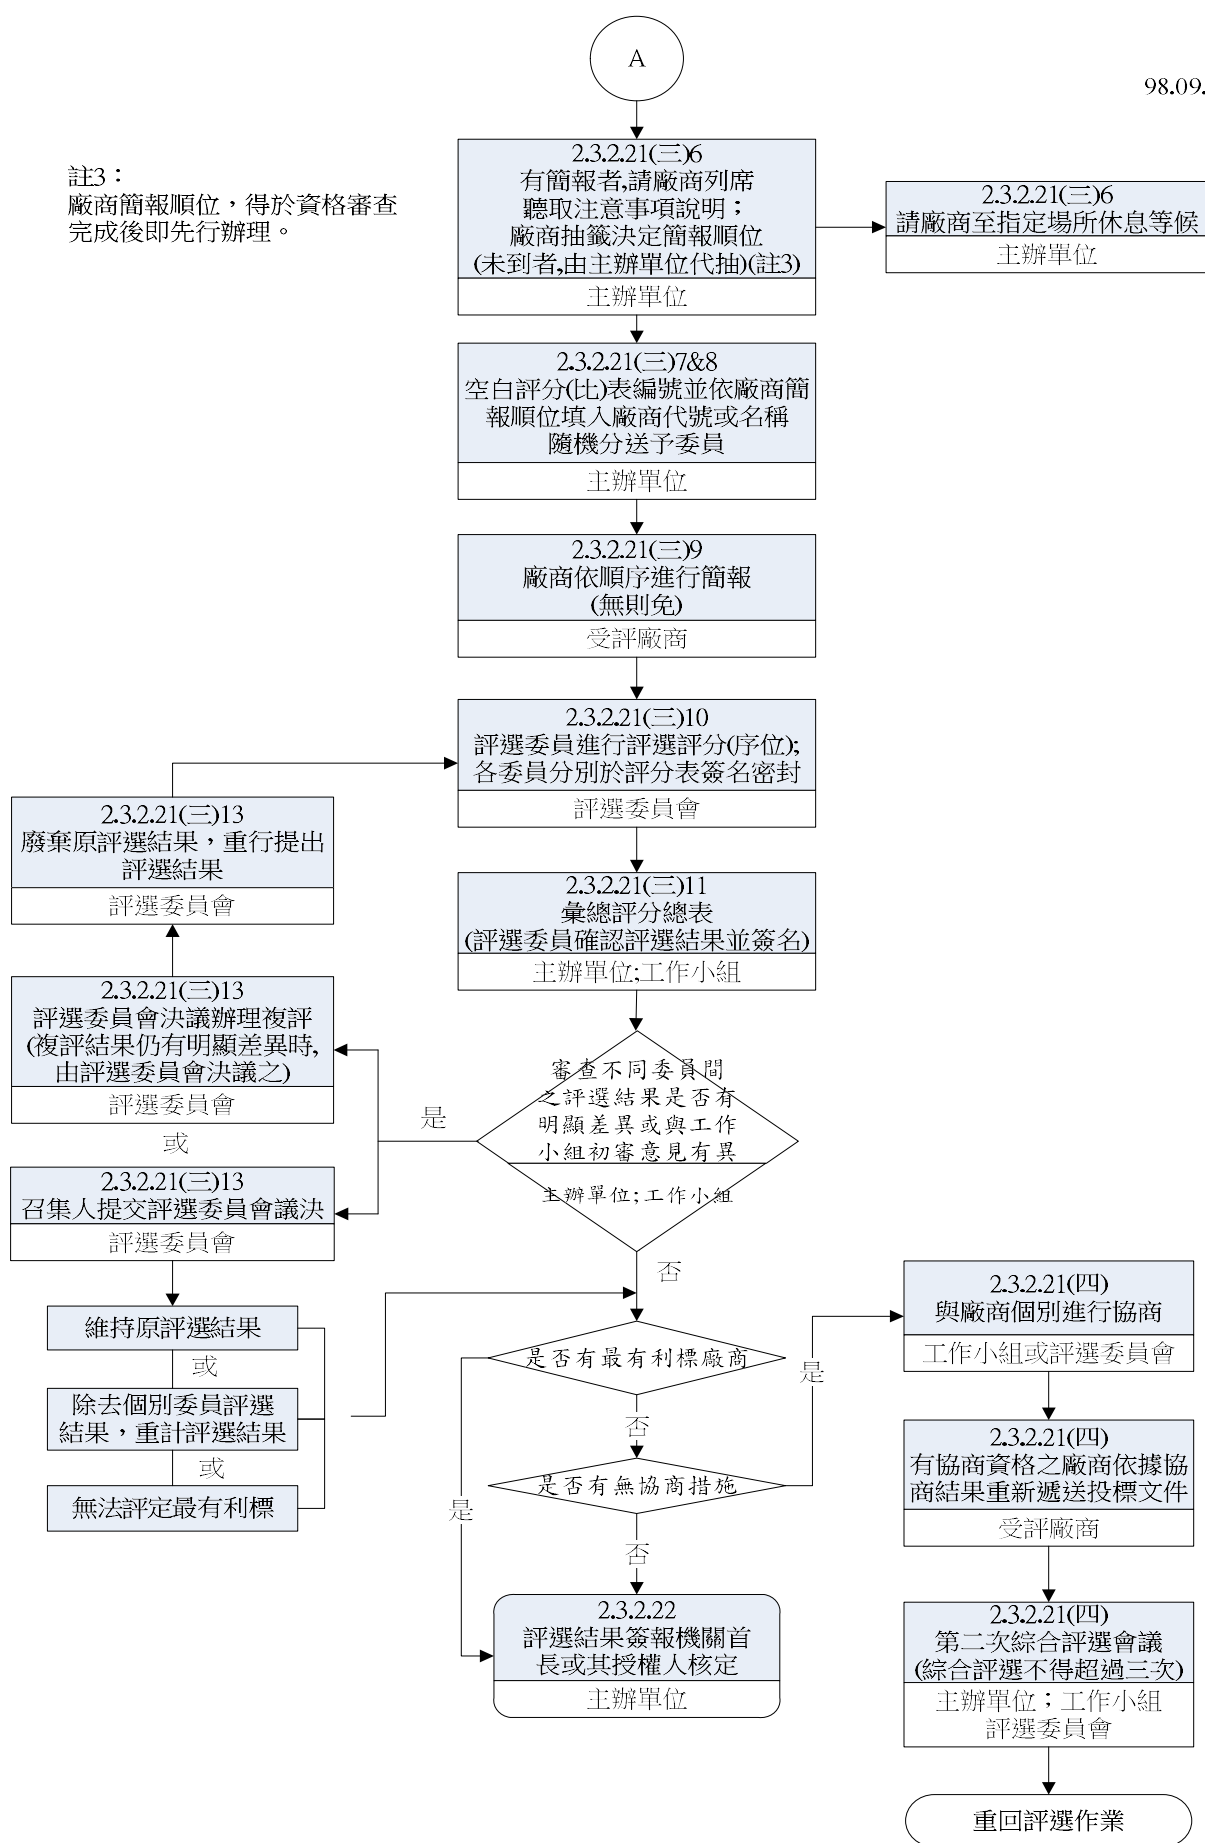 A
98.09.
註3：
廠商簡報順位，得於資格審查
完成後即先行辦理。
2.3.2.21(三)6
有簡報者,請廠商列席
聽取注意事項說明；
廠商抽籤決定簡報順位
(未到者,由主辦單位代抽)(註3)
主辦單位
2.3.2.21(三)6
請廠商至指定場所休息等候
主辦單位
2.3.2.21(三)7&8
空白評分(比)表編號並依廠商簡
報順位填入廠商代號或名稱
隨機分送予委員
主辦單位
2.3.2.21(三)9
廠商依順序進行簡報
(無則免)
受評廠商
2.3.2.21(三)10
評選委員進行評選評分(序位);
各委員分別於評分表簽名密封
評選委員會
2.3.2.21(三)13
廢棄原評選結果，重行提出
評選結果
評選委員會
2.3.2.21(三)11
彙總評分總表
(評選委員確認評選結果並簽名)
主辦單位;工作小組
2.3.2.21(三)13
評選委員會決議辦理複評
(複評結果仍有明顯差異時,
由評選委員會決議之)
評選委員會
或
是
審查不同委員間
之評選結果是否有
明顯差異或與工作
小組初審意見有異
主辦單位;工作小組
2.3.2.21(三)13
召集人提交評選委員會議決
評選委員會
否
維持原評選結果
或
除去個別委員評選
結果，重計評選結果
或
無法評定最有利標
是否有最有利標廠商
否
是
是否有無協商措施
是
否
2.3.2.22
評選結果簽報機關首
長或其授權人核定
主辦單位
2.3.2.21(四)
與廠商個別進行協商
工作小組或評選委員會
2.3.2.21(四)
有協商資格之廠商依據協
商結果重新遞送投標文件
受評廠商
2.3.2.21(四)
第二次綜合評選會議
(綜合評選不得超過三次)
主辦單位；工作小組
評選委員會
重回評選作業